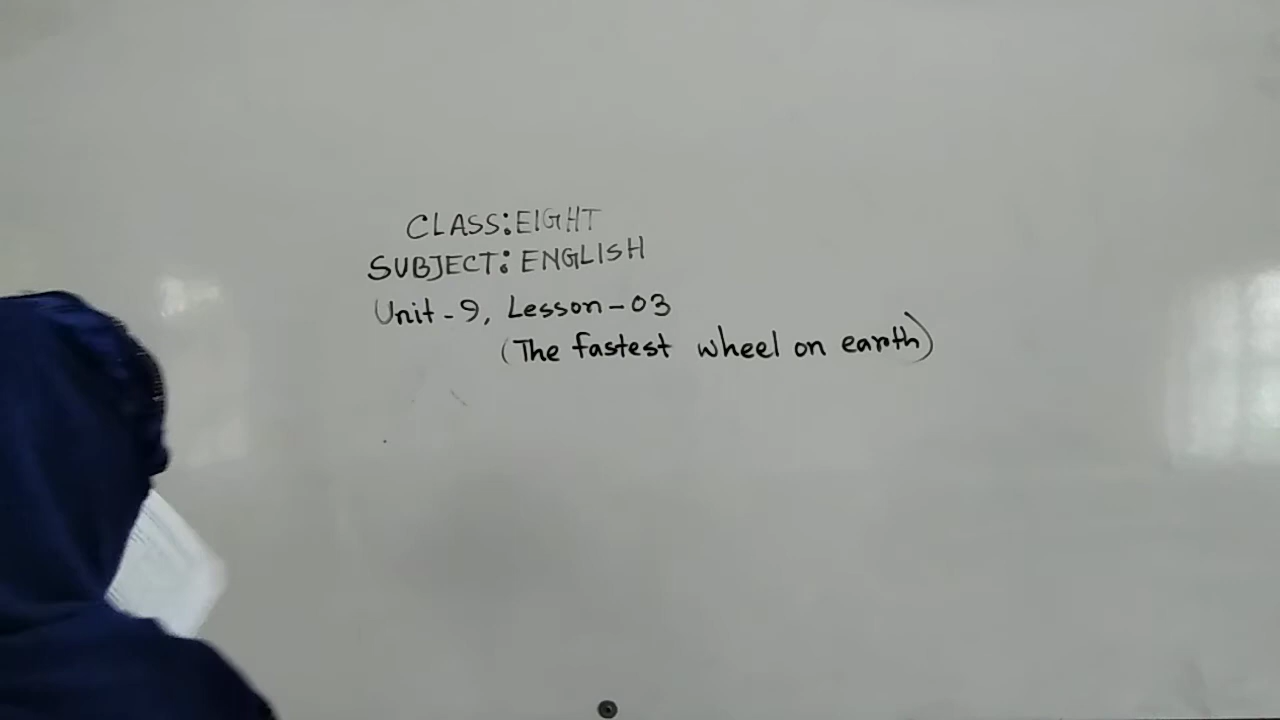 CLASS:EIGHT
SUBJECT: ENGLISH
Unit-9, Lesson-03
(The fastest wheel on earth)